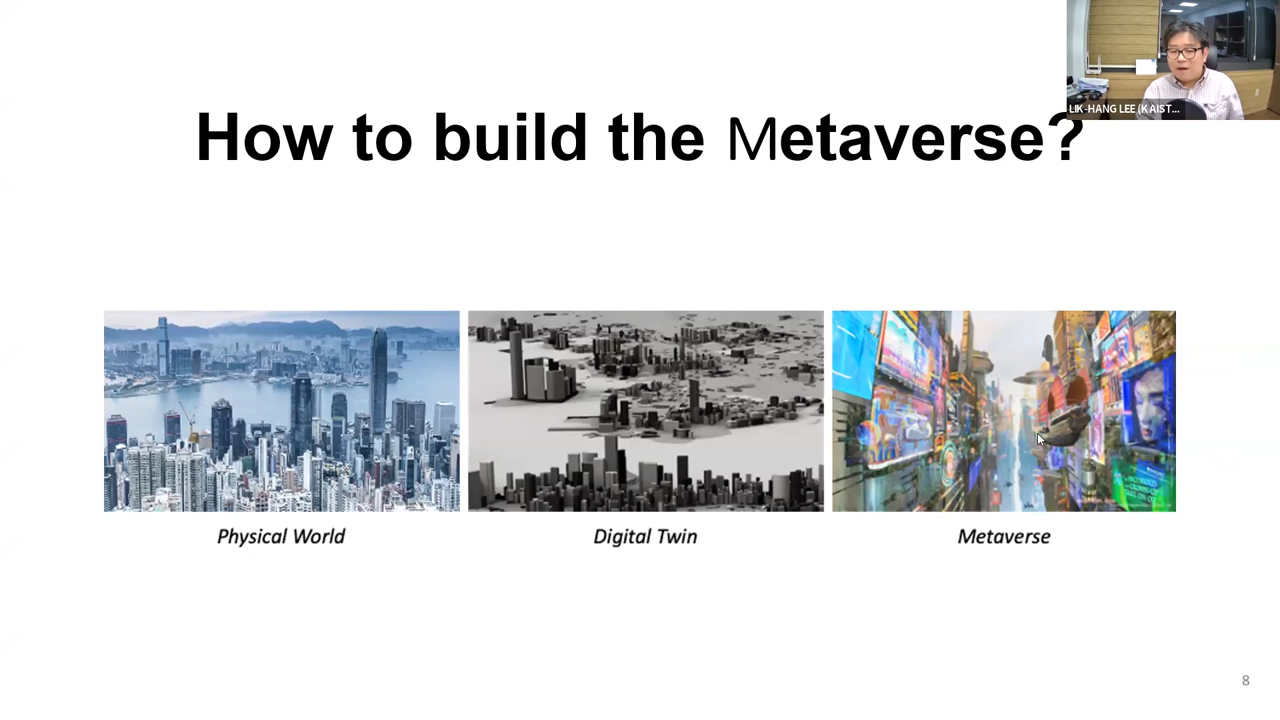 LIK-HANG LEE (KAIST...
How to build the Metaverse?
Physical World
Digital Twin
Metaverse
8